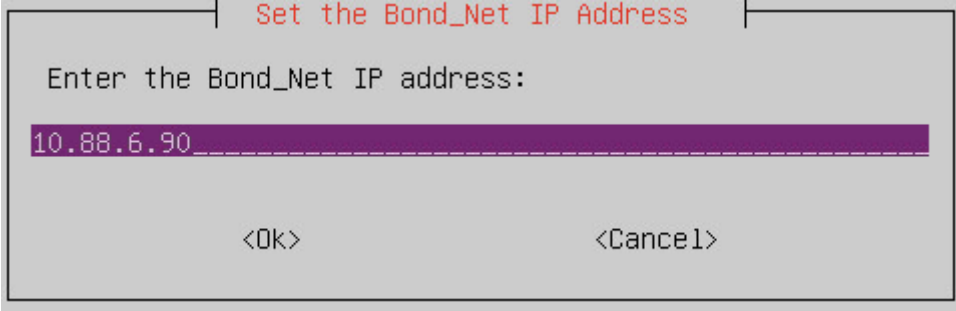 Set the Bond_Net IP Address
Enter the Bond_Net IP address:
10.88.6.90
<Ok> <Cancel>